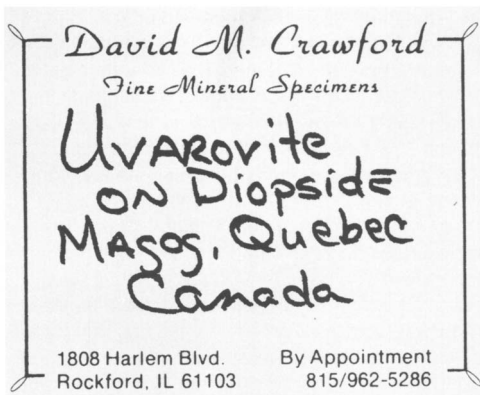 David M. Crawford
Fine Mineral Specimens
UVAROVite
ON DiopsidE
MAgog, Quebec
Canada
1808 Harlem Blvd. By Appointment
Rockford, IL 61103 815/962-5286